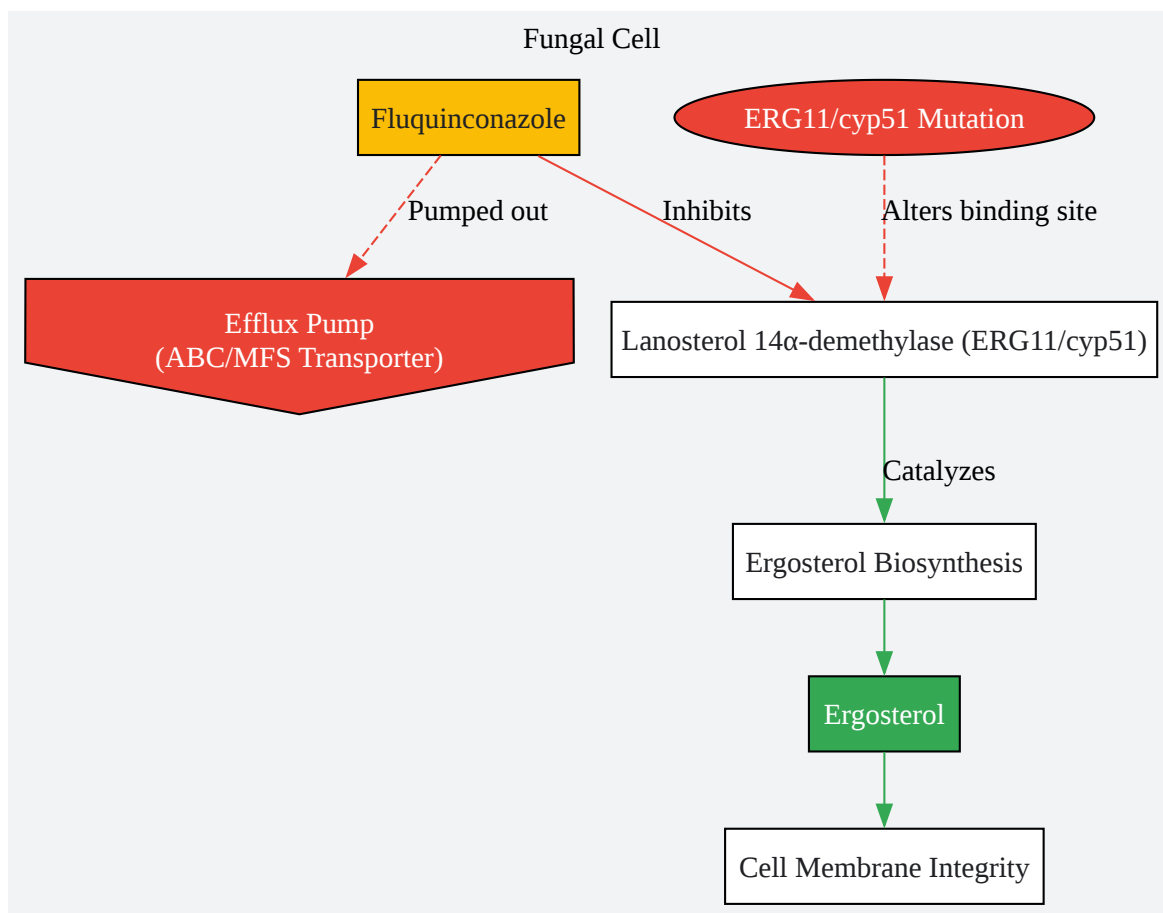 Fungal Cell
Fluquinconazole
ERG11/cyp51 Mutation
Pumped out
Inhibits
Alters binding site
Efflux Pump
(ABC/MFS Transporter)
Lanosterol 14α-demethylase (ERG11/cyp51)
Catalyzes
Ergosterol Biosynthesis
Ergosterol
Cell Membrane Integrity